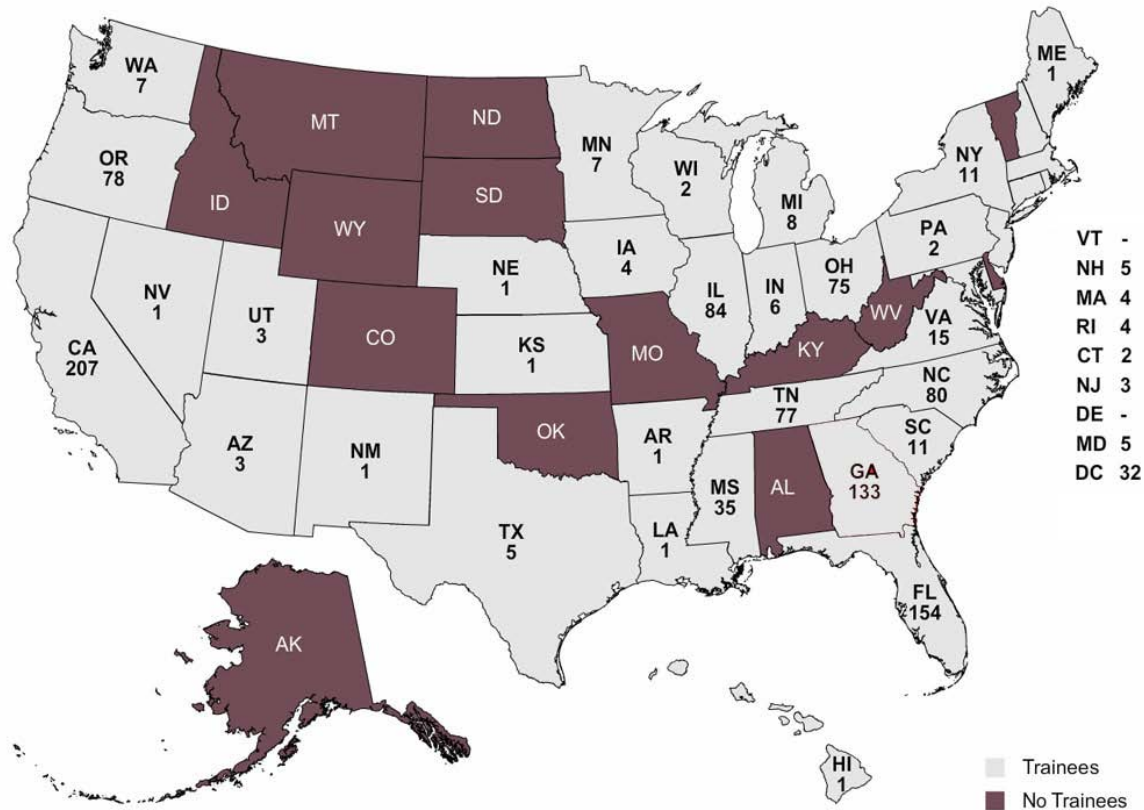 WA
7
MT
ND
MN
7
ME
1
OR
78
ID
SD
WI
2
NY
11
WY
MI
8
PA
2
IA
4
NE
1
NV
1
UT
3
CO
IL
84
IN
6
OH
75
WV
VA
15
CA
207
KS
1
MO
KY
NC
80
TN
77
AZ
3
NM
1
OK
AR
1
SC
11
MS
35
AL
GA
133
TX
5
LA
1
FL
154
AK
HI
1
VT -
NH 5
MA 4
RI 4
CT 2
NJ 3
DE -
MD 5
DC 32
Trainees
No Trainees